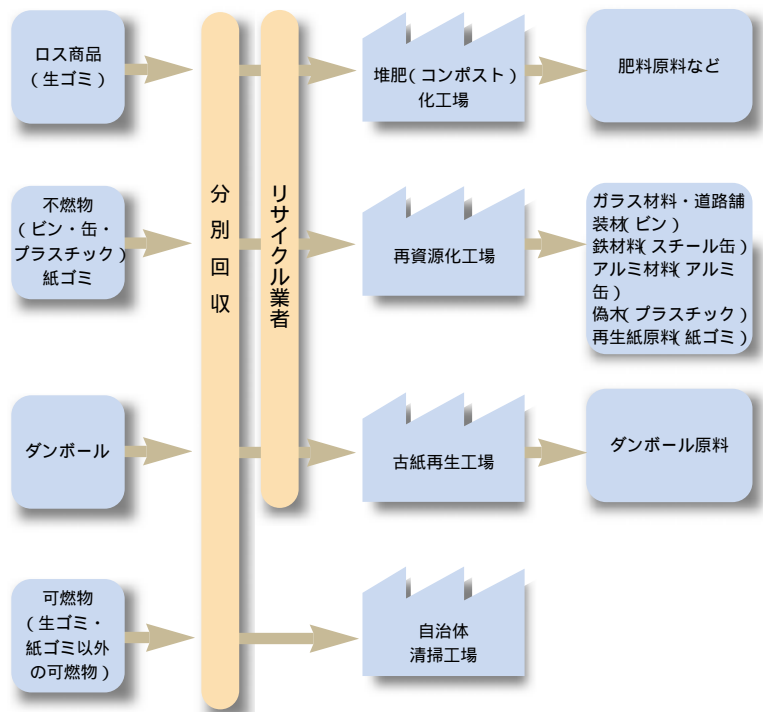 ロス商品
(生ゴミ)
分別回収
リサイクル業者
堆肥(コンポスト)
化工場
肥料原料など
不燃物
(ビン・缶・
プラスチック)
紙ゴミ
再資源化工場
ガラス材料・道路舗
装材(ビン)
鉄材料(スチール缶)
アルミ材料(アルミ
缶)
偽木(プラスチック)
再生紙原料(紙ゴミ)
ダンボール
古紙再生工場
ダンボール原料
可燃物
(生ゴミ・
紙ゴミ以外
の可燃物)
自治体
清掃工場